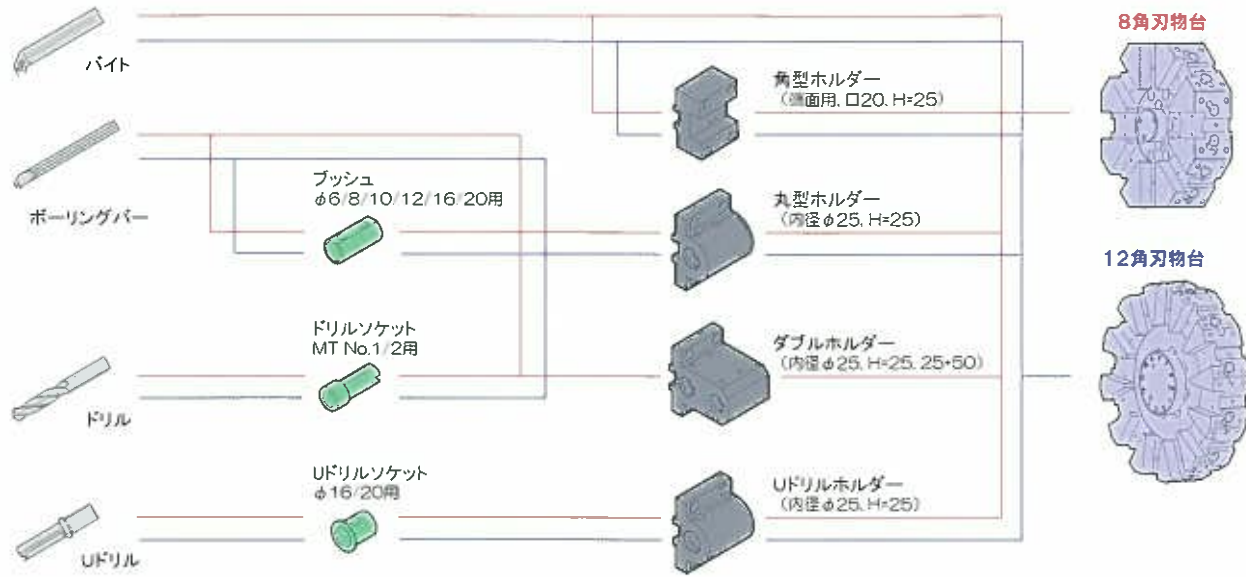 バイト
ボーリングバー
ドリル
Uドリル
ブッシュ
φ6/8/10/12/16/20用
ドリルソケット
MT No.1/2用
Uドリルソケット
φ16/20用
角型ホルダー
(端面用, 口20, H=25)
丸型ホルダー
(内径φ25, H=25)
ダブルホルダー
(内径φ25, H=25, 25+50)
Uドリルホルダー
(内径φ25, H=25)
8角刃物台
12角刃物台